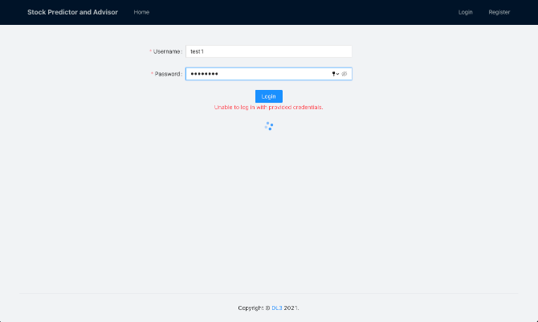 Stock Predictor and Advisor Home Login Register
* Username: test1
* Password: ••••••••
Login
Unable to log in with provided credentials.
Copyright © DL2 2021.